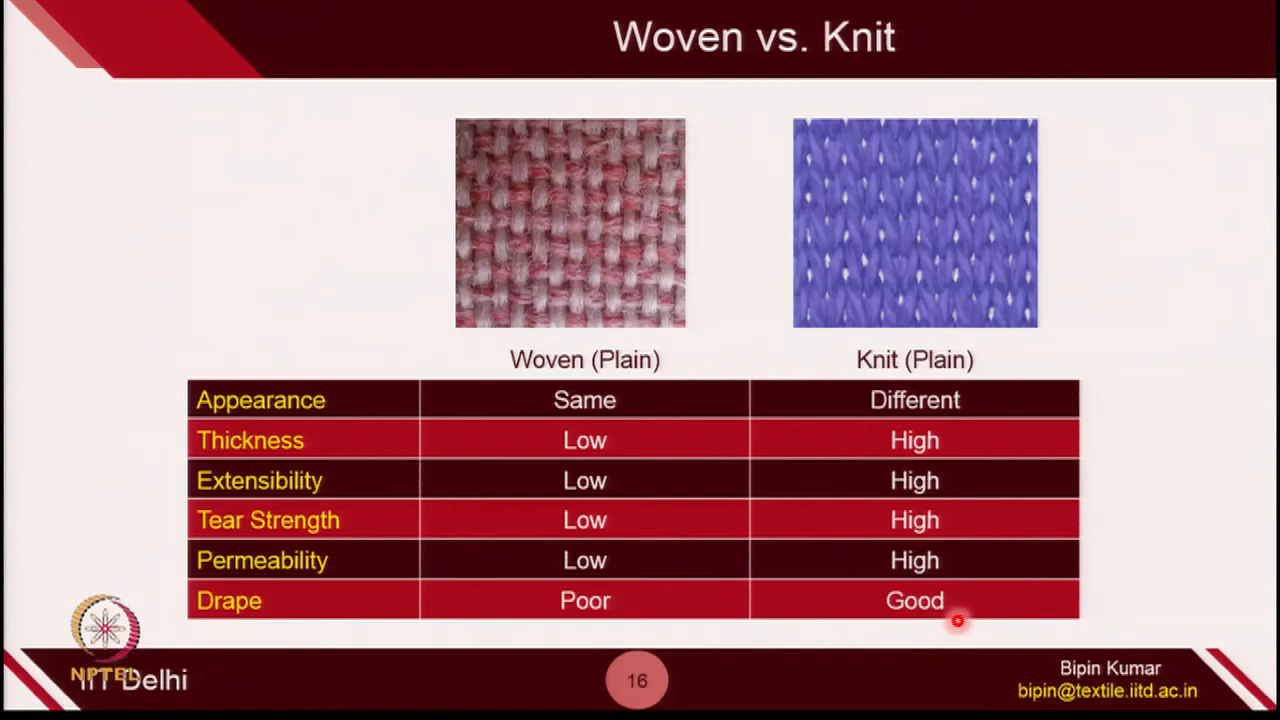 Woven vs. Knit
Woven (Plain) Knit (Plain)
Appearance Same Different
Thickness Low High
Extensibility Low High
Tear Strength Low High
Permeability Low High
Drape Poor Good
NPTEL
IIT Delhi
16
Bipin Kumar
bipin@textile.iitd.ac.in